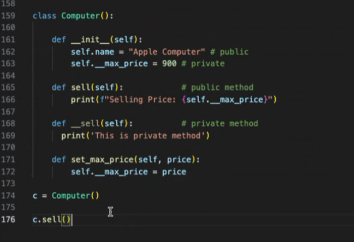 158
159 class Computer():
160
161     def __init__(self):
162         self.name = "Apple Computer" # public
163         self.__max_price = 900 # private
164
165     def sell(self):           # public method
166         print(f"Selling Price: {self.__max_price}")
167
168     def __sell(self):         # private method
169       print('This is private method')
170
171     def set_max_price(self, price):
172         self.__max_price = price
173
174 c = Computer()
175
176 c.sell()